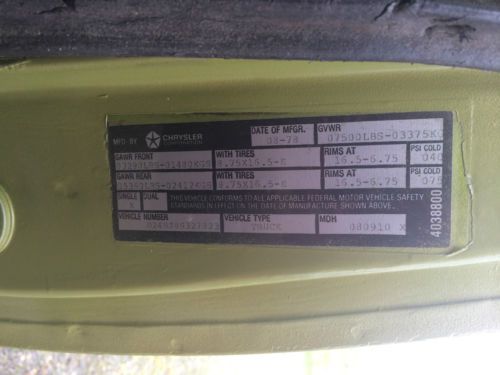 DATE OF MFGR. GVWR
MFD BY CHRYSLER CORPORATION 08-78 07500LBS-03375KG
GAWR FRONT WITH TIRES RIMS AT PSI COLD
8.75X16.5-E 16.5-6.75 040
GAWR REAR WITH TIRES RIMS AT PSI COLD
8.75X16.5-E 16.5-6.75
SINGLE DUAL THIS VEHICLE CONFORMS TO ALL APPLICABLE FEDERAL MOTOR VEHICLE SAFETY
X STANDARDS IN EFFECT ON THE DATE OF MANUFACTURE SHOWN ABOVE.
VEHICLE NUMBER VEHICLE TYPE MDH
TRUCK 080910 X
4038800